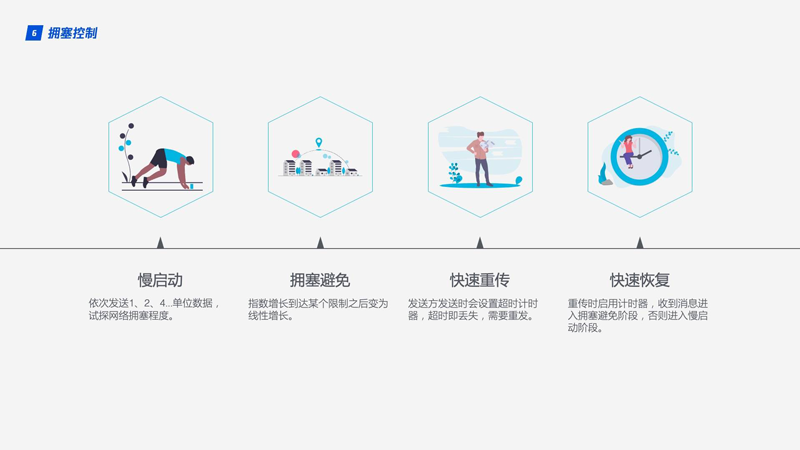 6 拥塞控制
慢启动
依次发送1、2、4...单位数据，
试探网络拥塞程度。
拥塞避免
指数增长到达某个限制之后变为
线性增长。
快速重传
发送方发送时会设置超时计时
器，超时即丢失，需要重发。
快速恢复
重传时启用计时器，收到消息进
入拥塞避免阶段，否则进入慢启
动阶段。